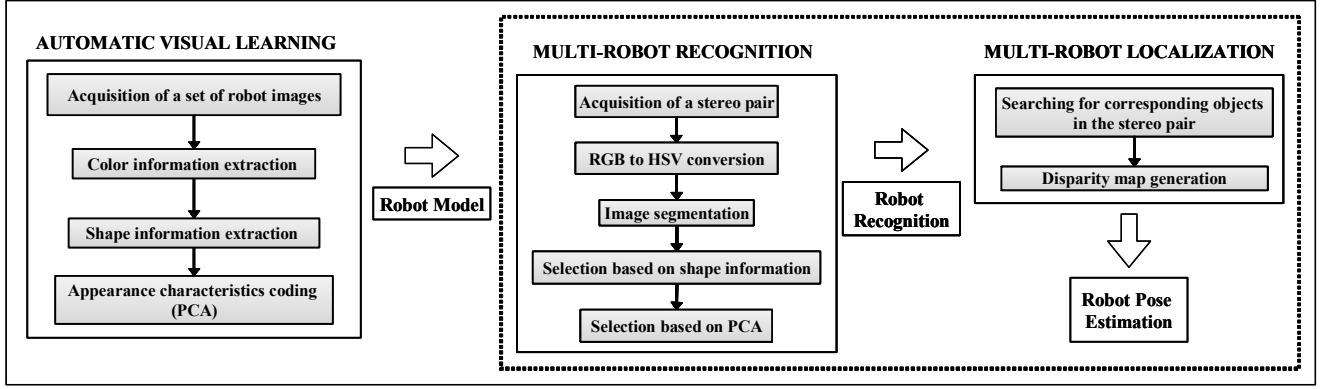 AUTOMATIC VISUAL LEARNING
Acquisition of a set of robot images
Color information extraction
Shape information extraction
Appearance characteristics coding
(PCA)
Robot Model
MULTI-ROBOT RECOGNITION
Acquisition of a stereo pair
RGB to HSV conversion
Image segmentation
Selection based on shape information
Selection based on PCA
Robot
Recognition
MULTI-ROBOT LOCALIZATION
Searching for corresponding objects
in the stereo pair
Disparity map generation
Robot Pose
Estimation